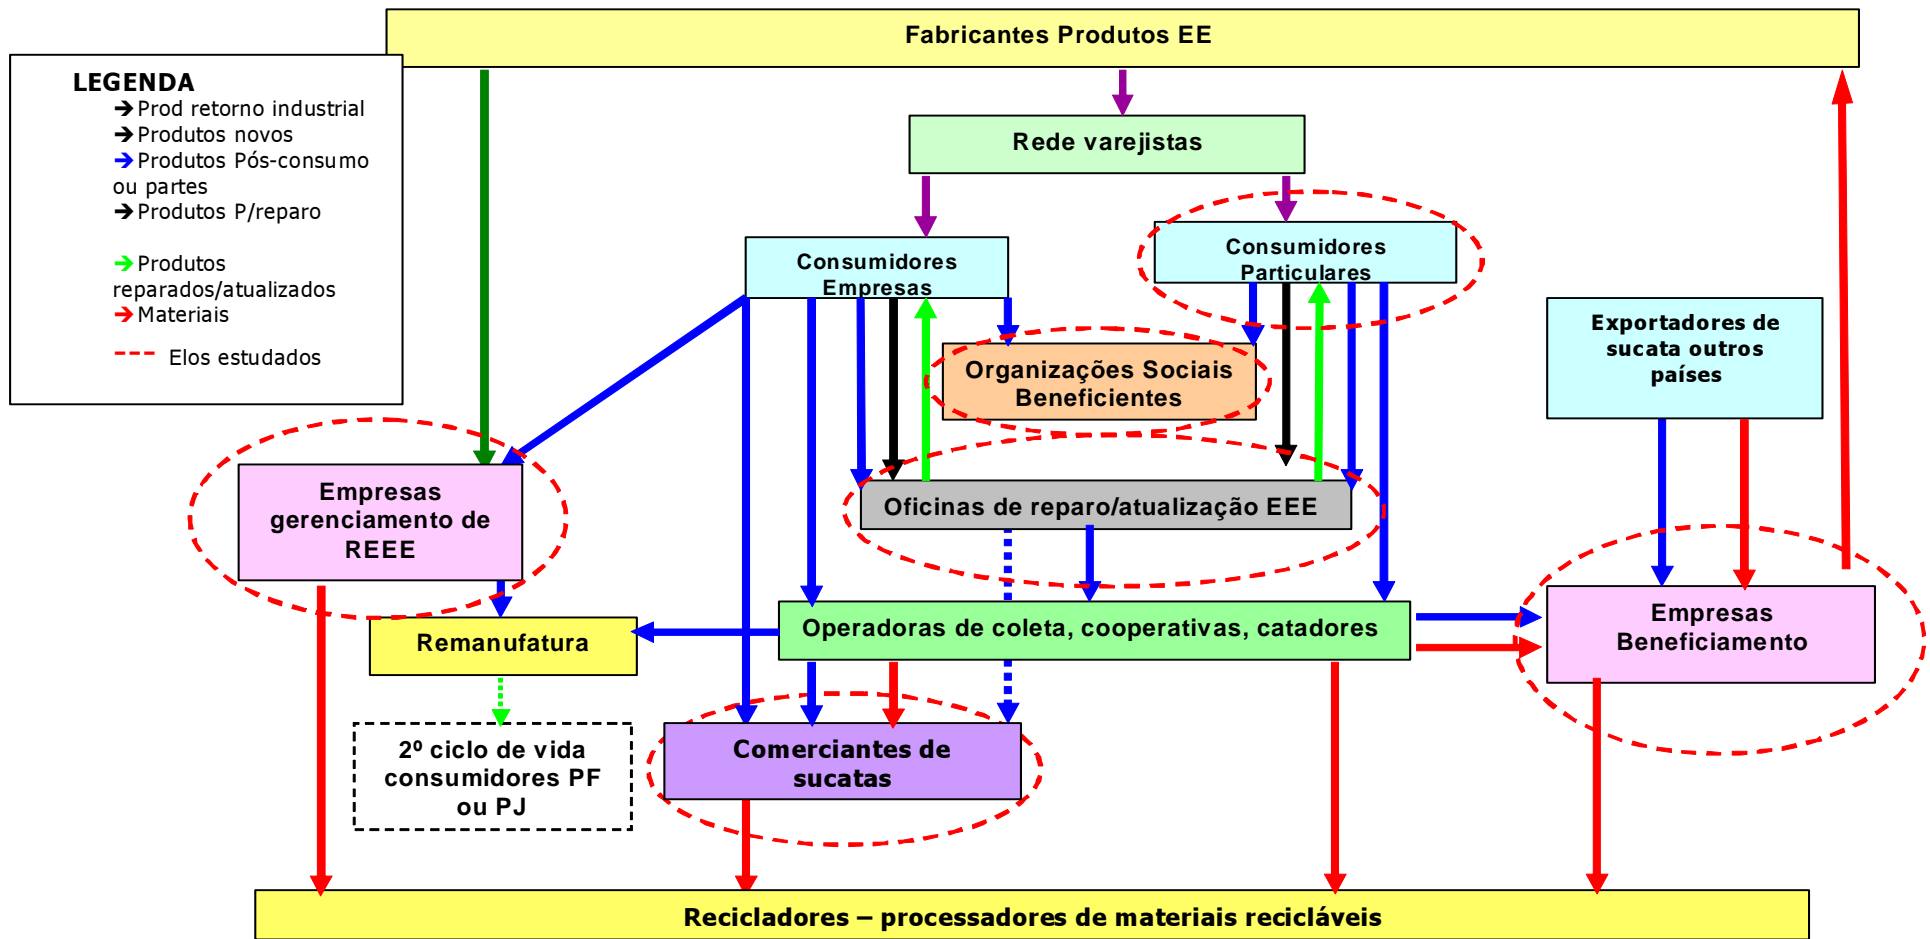 Fabricantes Produtos EE
LEGENDA
➔Prod retorno industrial
➔Produtos novos
➔Produtos Pós-consumo
ou partes
➔Produtos P/reparo
➔Produtos
reparados/atualizados
➔Materiais
Elos estudados
Rede varejistas
Consumidores
Empresas
Consumidores
Particulares
Exportadores de
sucata outros
países
Organizações Sociais
Beneficientes
Empresas
gerenciamento de
REEE
Oficinas de reparo/atualização EEE
Remanufatura
Operadoras de coleta, cooperativas, catadores
Empresas
Beneficiamento
2º ciclo de vida
consumidores PF
ou PJ
Comerciantes de
sucatas
Recicladores – processadores de materiais recicláveis